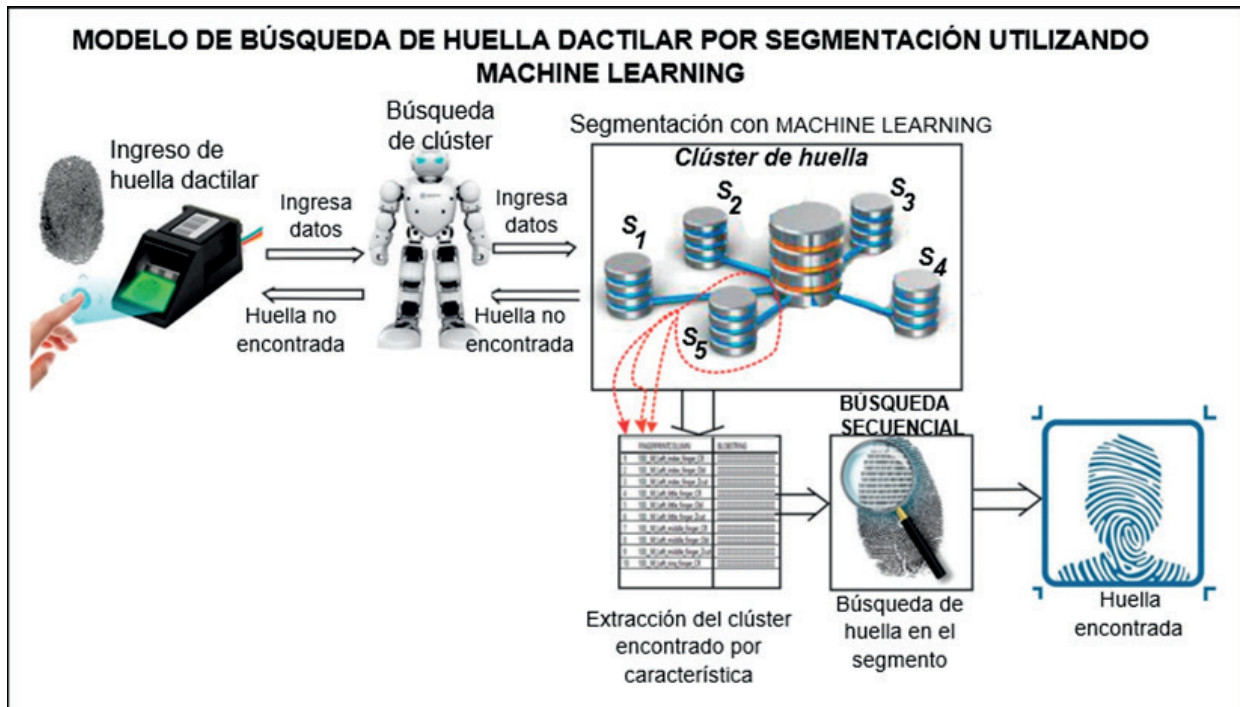 MODELO DE BÚSQUEDA DE HUELLA DACTILAR POR SEGMENTACIÓN UTILIZANDO
MACHINE LEARNING
Ingreso de
huella dactilar
Ingresa
datos
Huella no
encontrada
Búsqueda
de clúster
Ingresa
datos
Huella no
encontrada
Segmentación con MACHINE LEARNING
Clúster de huella
S1
S2
S3
S4
S5
Extracción del clúster
encontrado por
característica
BÚSQUEDA
SECUENCIAL
Búsqueda de
huella en el
segmento
Huella
encontrada